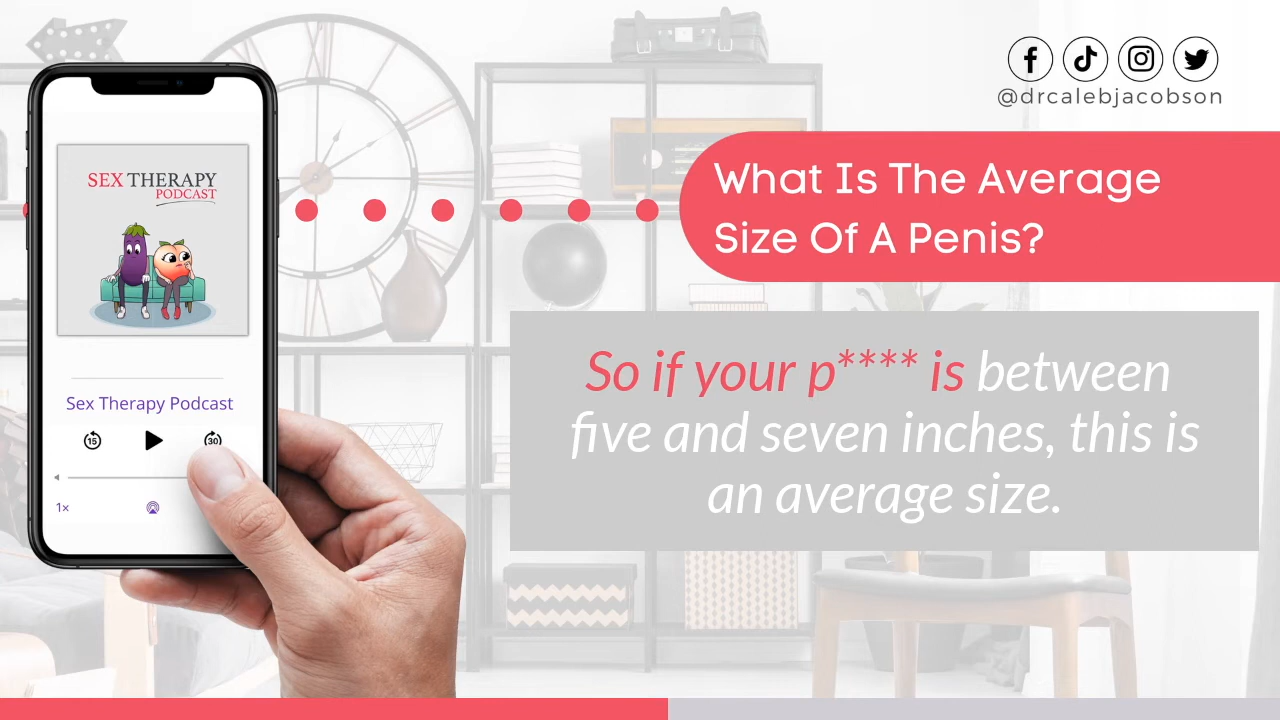 @drcalebjacobson
What Is The Average
Size Of A Penis?
SEX THERAPY
PODCAST
Sex Therapy Podcast
15
30
1×
So if your p**** is between
five and seven inches, this is
an average size.